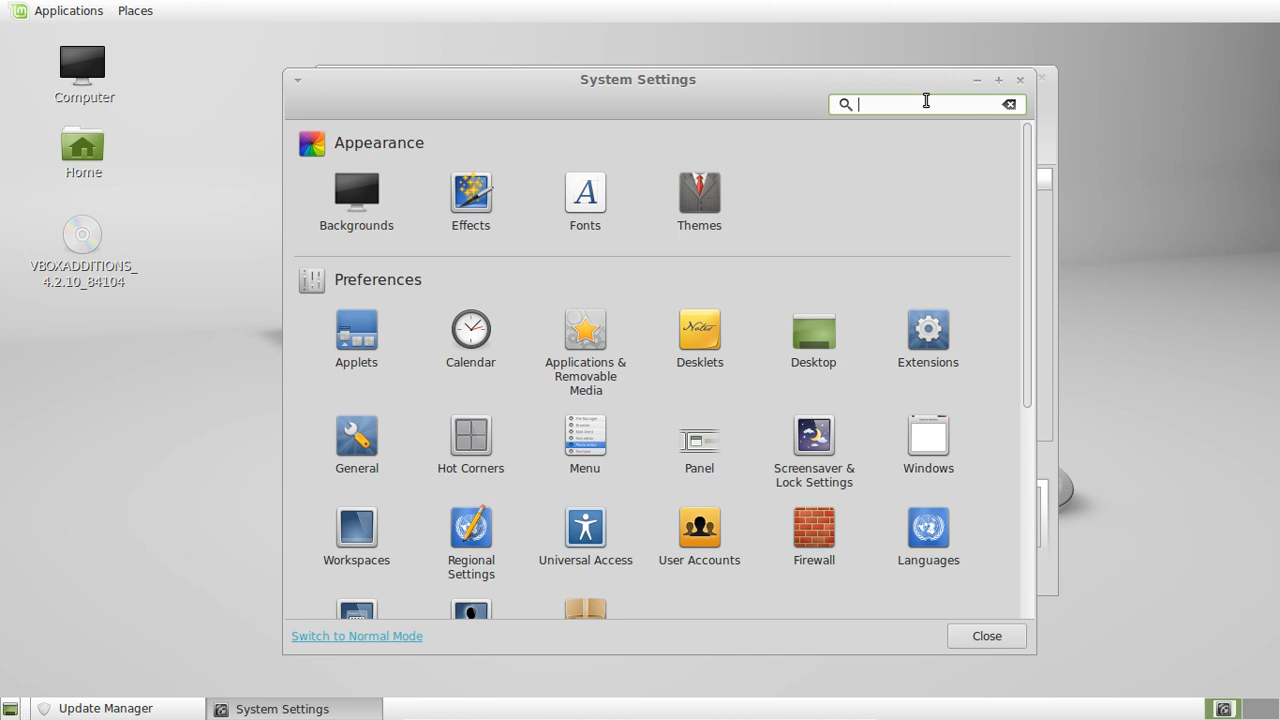 Applications Places
Computer
Home
VBOXADDITIONS_
4.2.10_84104
System Settings
Appearance
Backgrounds Effects Fonts Themes
Preferences
Applets Calendar Applications &
Removable
Media Desklets Desktop Extensions
General Hot Corners Menu Panel Screensaver &
Lock Settings Windows
Workspaces Regional
Settings Universal Access User Accounts Firewall Languages
Switch to Normal Mode Close
Update Manager System Settings